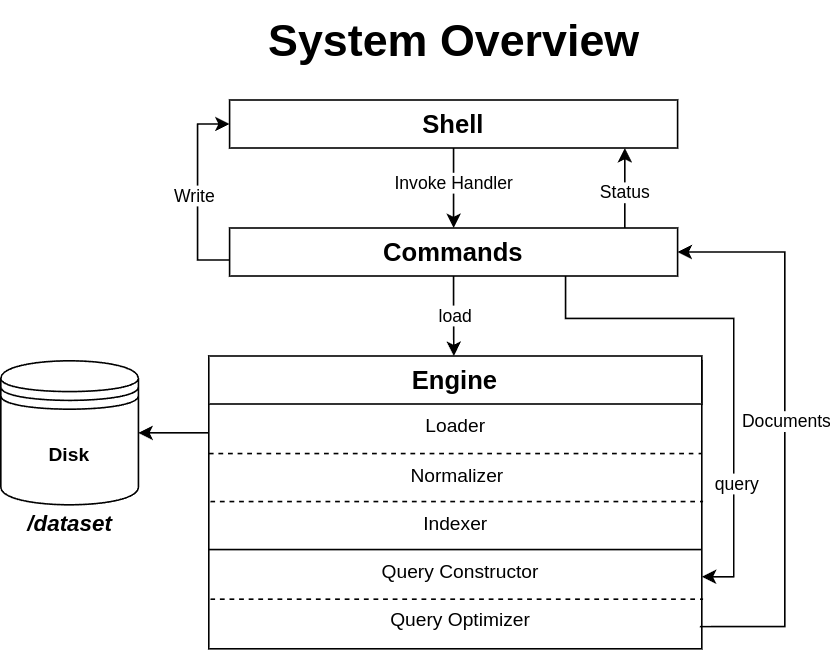 System Overview
Shell
Invoke Handler
Write
Status
Commands
load
Engine
Loader
Documents
Disk
Normalizer
query
/dataset
Indexer
Query Constructor
Query Optimizer